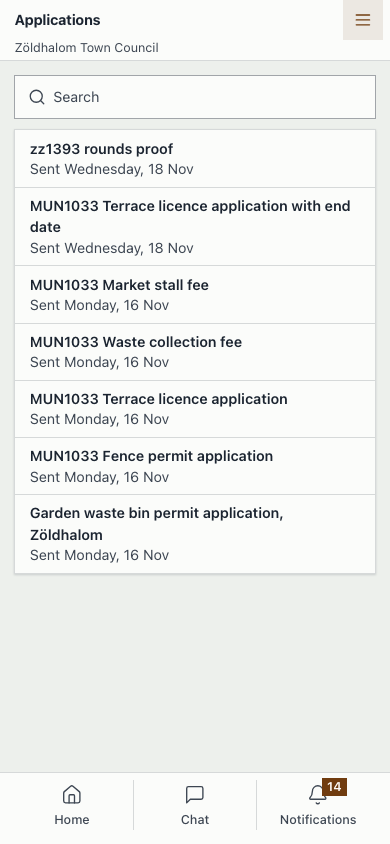 Applications
Zöldhalom Town Council
Search
zz1393 rounds proof
Sent Wednesday, 18 Nov
MUN1033 Terrace licence application with end
date
Sent Wednesday, 18 Nov
MUN1033 Market stall fee
Sent Monday, 16 Nov
MUN1033 Waste collection fee
Sent Monday, 16 Nov
MUN1033 Terrace licence application
Sent Monday, 16 Nov
MUN1033 Fence permit application
Sent Monday, 16 Nov
Garden waste bin permit application,
Zöldhalom
Sent Monday, 16 Nov
14
Home
Chat
Notifications